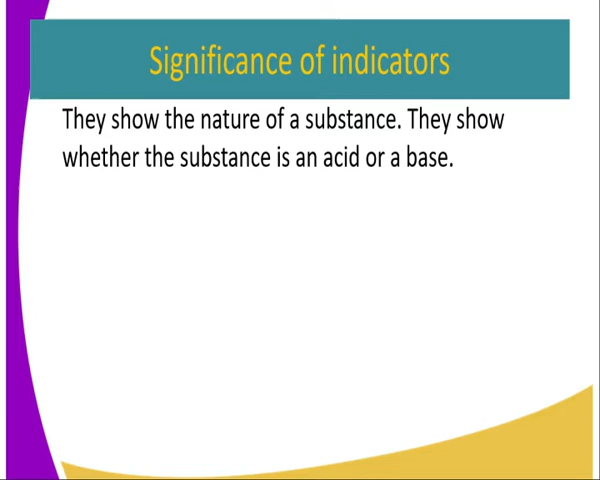 Significance of indicators
They show the nature of a substance. They show
whether the substance is an acid or a base.